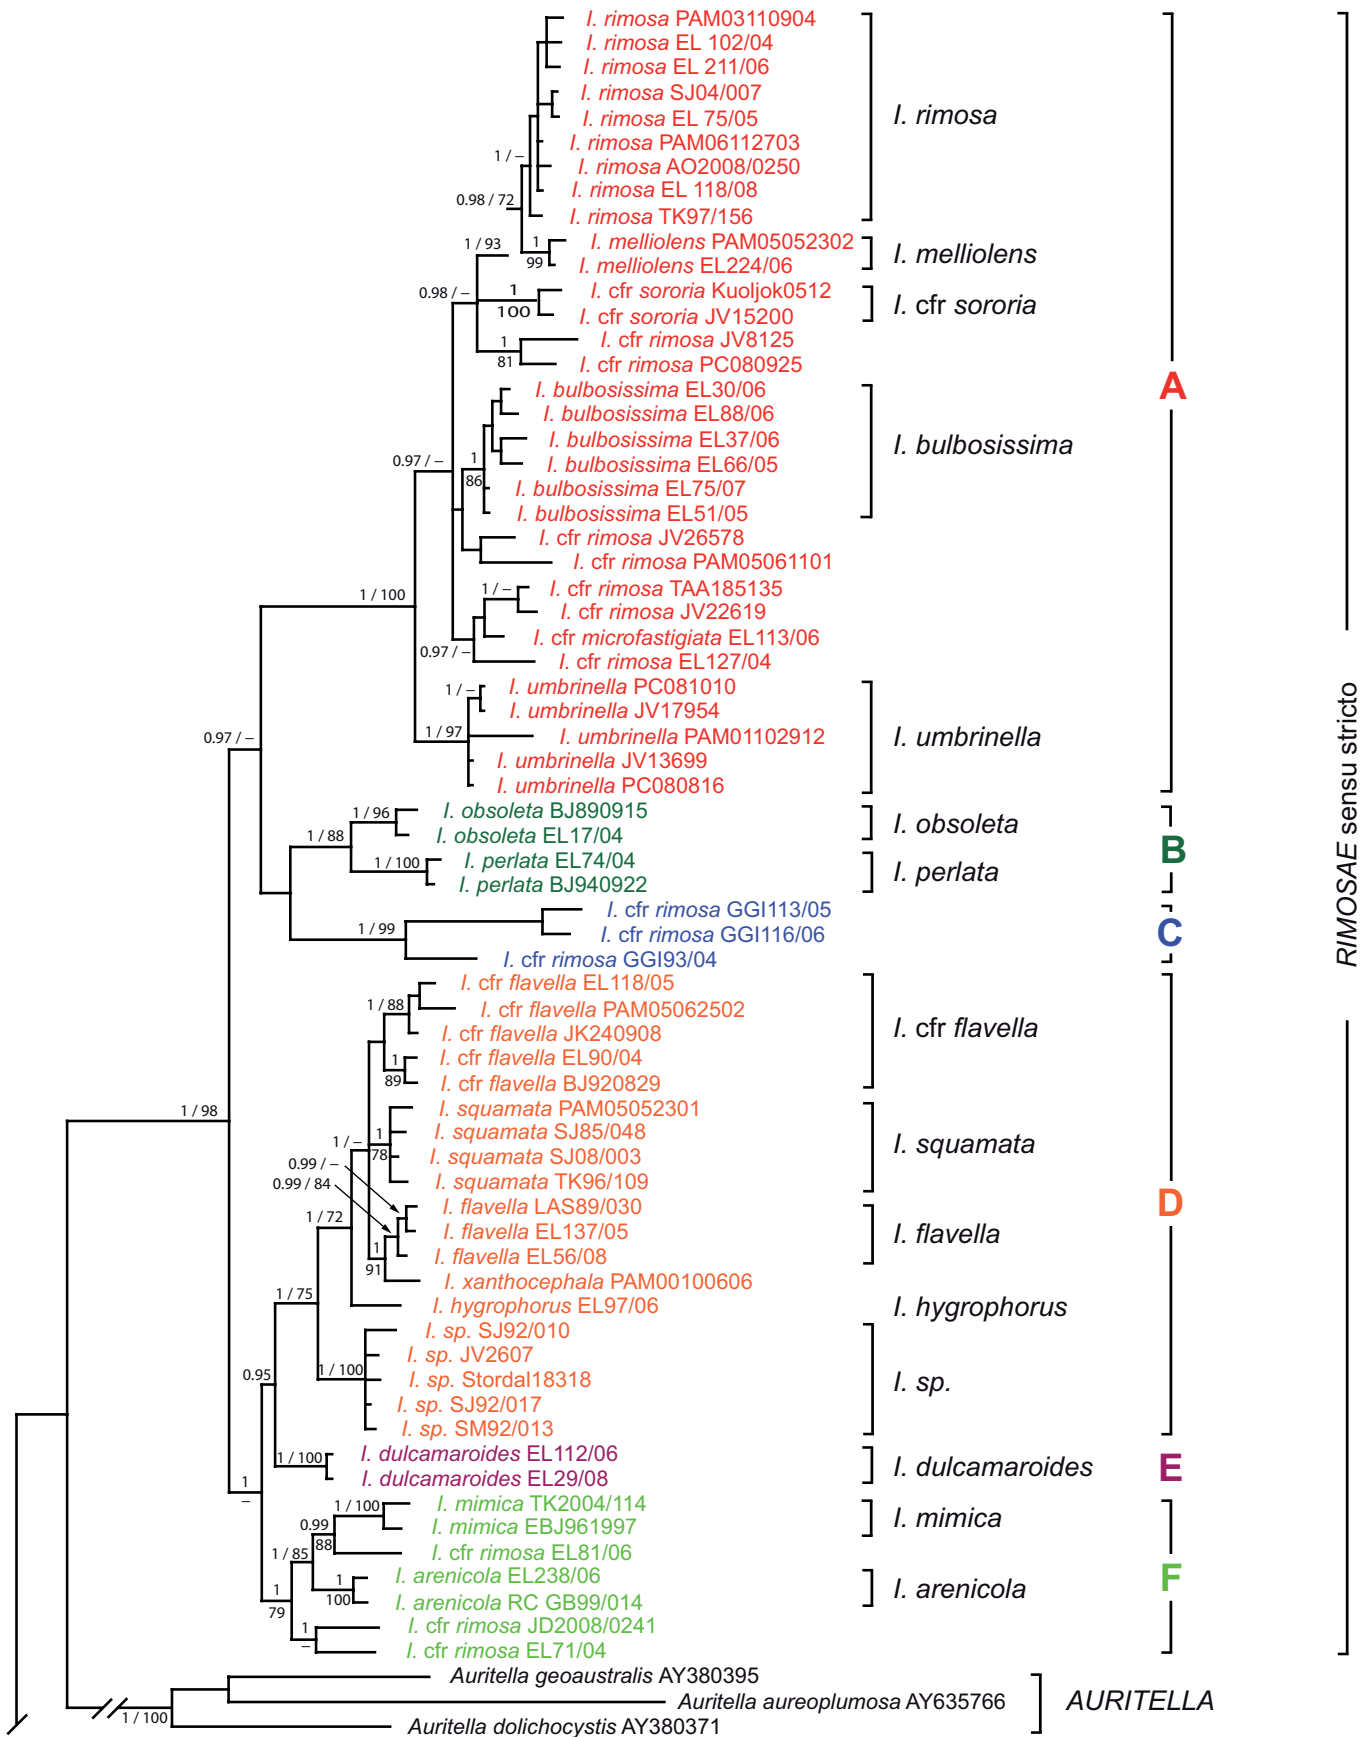 I. rimosa PAM03110904
I. rimosa EL 102/04
I. rimosa EL 211/06
I. rimosa SJ04/007
I. rimosa EL 75/05
I. rimosa
I. rimosa PAM06112703
1 / –
I. rimosa AO2008/0250
I. rimosa EL 118/08
0.98 / 72
I. rimosa TK97/156
1 / 93
1
I. melliolens PAM05052302
I. melliolens
99
I. melliolens EL224/06
0.98 / –
1
I. cfr sororia Kuoljok0512
I. cfr sororia
100
I. cfr sororia JV15200
1
I. cfr rimosa JV8125
81
I. cfr rimosa PC080925
A
I. bulbosissima EL30/06
I. bulbosissima EL88/06
I. bulbosissima EL37/06
I. bulbosissima
0.97 / –
1
I. bulbosissima EL66/05
86
I. bulbosissima EL75/07
I. bulbosissima EL51/05
I. cfr rimosa JV26578
I. cfr rimosa PAM05061101
1 / –
I. cfr rimosa TAA185135
1 / 100
I. cfr rimosa JV22619
I. cfr microfastigiata EL113/06
0.97 / –
I. cfr rimosa EL127/04
1 / –
I. umbrinella PC081010
I. umbrinella JV17954
1 / 97
I. umbrinella PAM01102912
I. umbrinella
0.97 / –
I. umbrinella JV13699
I. umbrinella PC080816
RIMOSAE sensu stricto
1 / 96
I. obsoleta BJ890915
I. obsoleta
1 / 88
I. obsoleta EL17/04
B
1 / 100
I. perlata EL74/04
I. perlata
I. perlata BJ940922
I. cfr rimosa GGI113/05
1 / 99
I. cfr rimosa GGI116/06
C
I. cfr rimosa GGI93/04
I. cfr flavella EL118/05
1 / 88
I. cfr flavella PAM05062502
I. cfr flavella
I. cfr flavella JK240908
1
I. cfr flavella EL90/04
89
I. cfr flavella BJ920829
1 / 98
I. squamata PAM05052301
1
I. squamata SJ85/048
I. squamata
1 / –
78
I. squamata SJ08/003
0.99 / –
I. squamata TK96/109
0.99 / 84
D
I. flavella LAS89/030
1 / 72
I. flavella EL137/05
I. flavella
1
I. flavella EL56/08
91
I. xanthocephala PAM00100606
1 / 75
I. hygrophorus EL97/06
I. hygrophorus
I. sp. SJ92/010
I. sp. JV2607
0.95
1 / 100
I. sp. Stordal18318
I. sp.
I. sp. SJ92/017
I. sp. SM92/013
1 / 100
I. dulcamaroides EL112/06
I. dulcamaroides
E
I. dulcamaroides EL29/08
1
–
1 / 100
I. mimica TK2004/114
I. mimica
0.99
I. mimica EBJ961997
88
1 / 85
I. cfr rimosa EL81/06
F
1
I. arenicola EL238/06
I. arenicola
1
100
I. arenicola RC GB99/014
79
1
I. cfr rimosa JD2008/0241
–
I. cfr rimosa EL71/04
Auritella geoaustralis AY380395
Auritella aureoplumosa AY635766
AURITELLA
1 / 100
Auritella dolichocystis AY380371